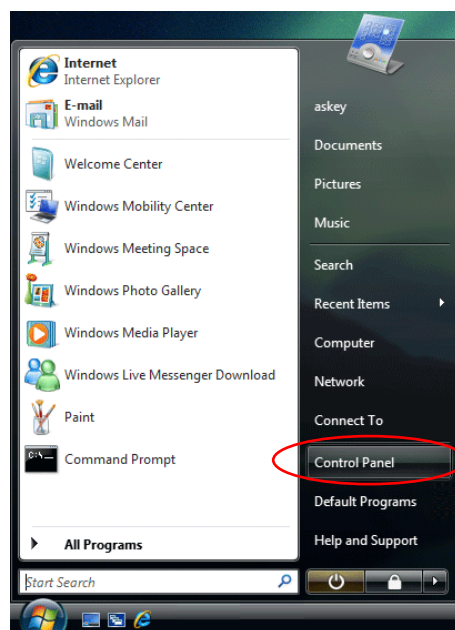 Internet
Internet Explorer
E-mail
Windows Mail
Welcome Center
Windows Mobility Center
Windows Meeting Space
Windows Photo Gallery
Windows Media Player
Windows Live Messenger Download
Paint
C:\_
Command Prompt
All Programs
Start Search
askey
Documents
Pictures
Music
Search
Recent Items
Computer
Network
Connect To
Control Panel
Default Programs
Help and Support